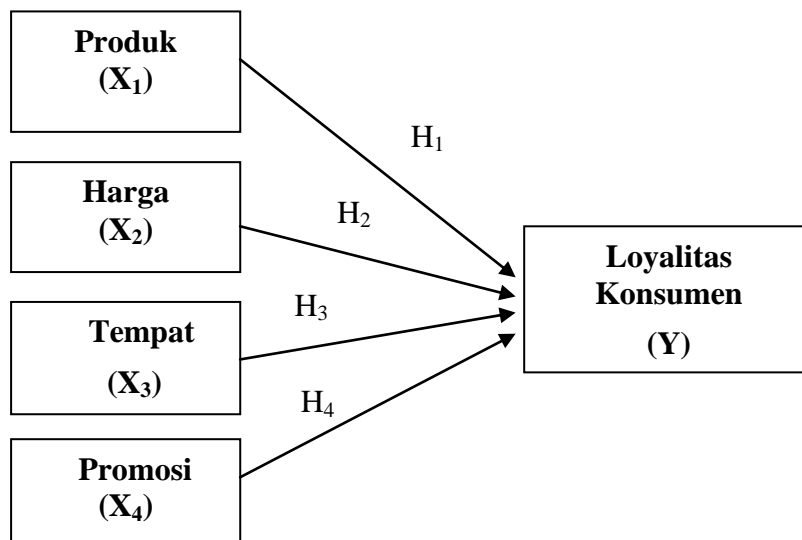 Produk
(X₁)
H₁
Harga
(X₂)
H₂
Loyalitas
Konsumen
(Y)
Tempat
(X₃)
H₃
Promosi
(X₄)
H₄